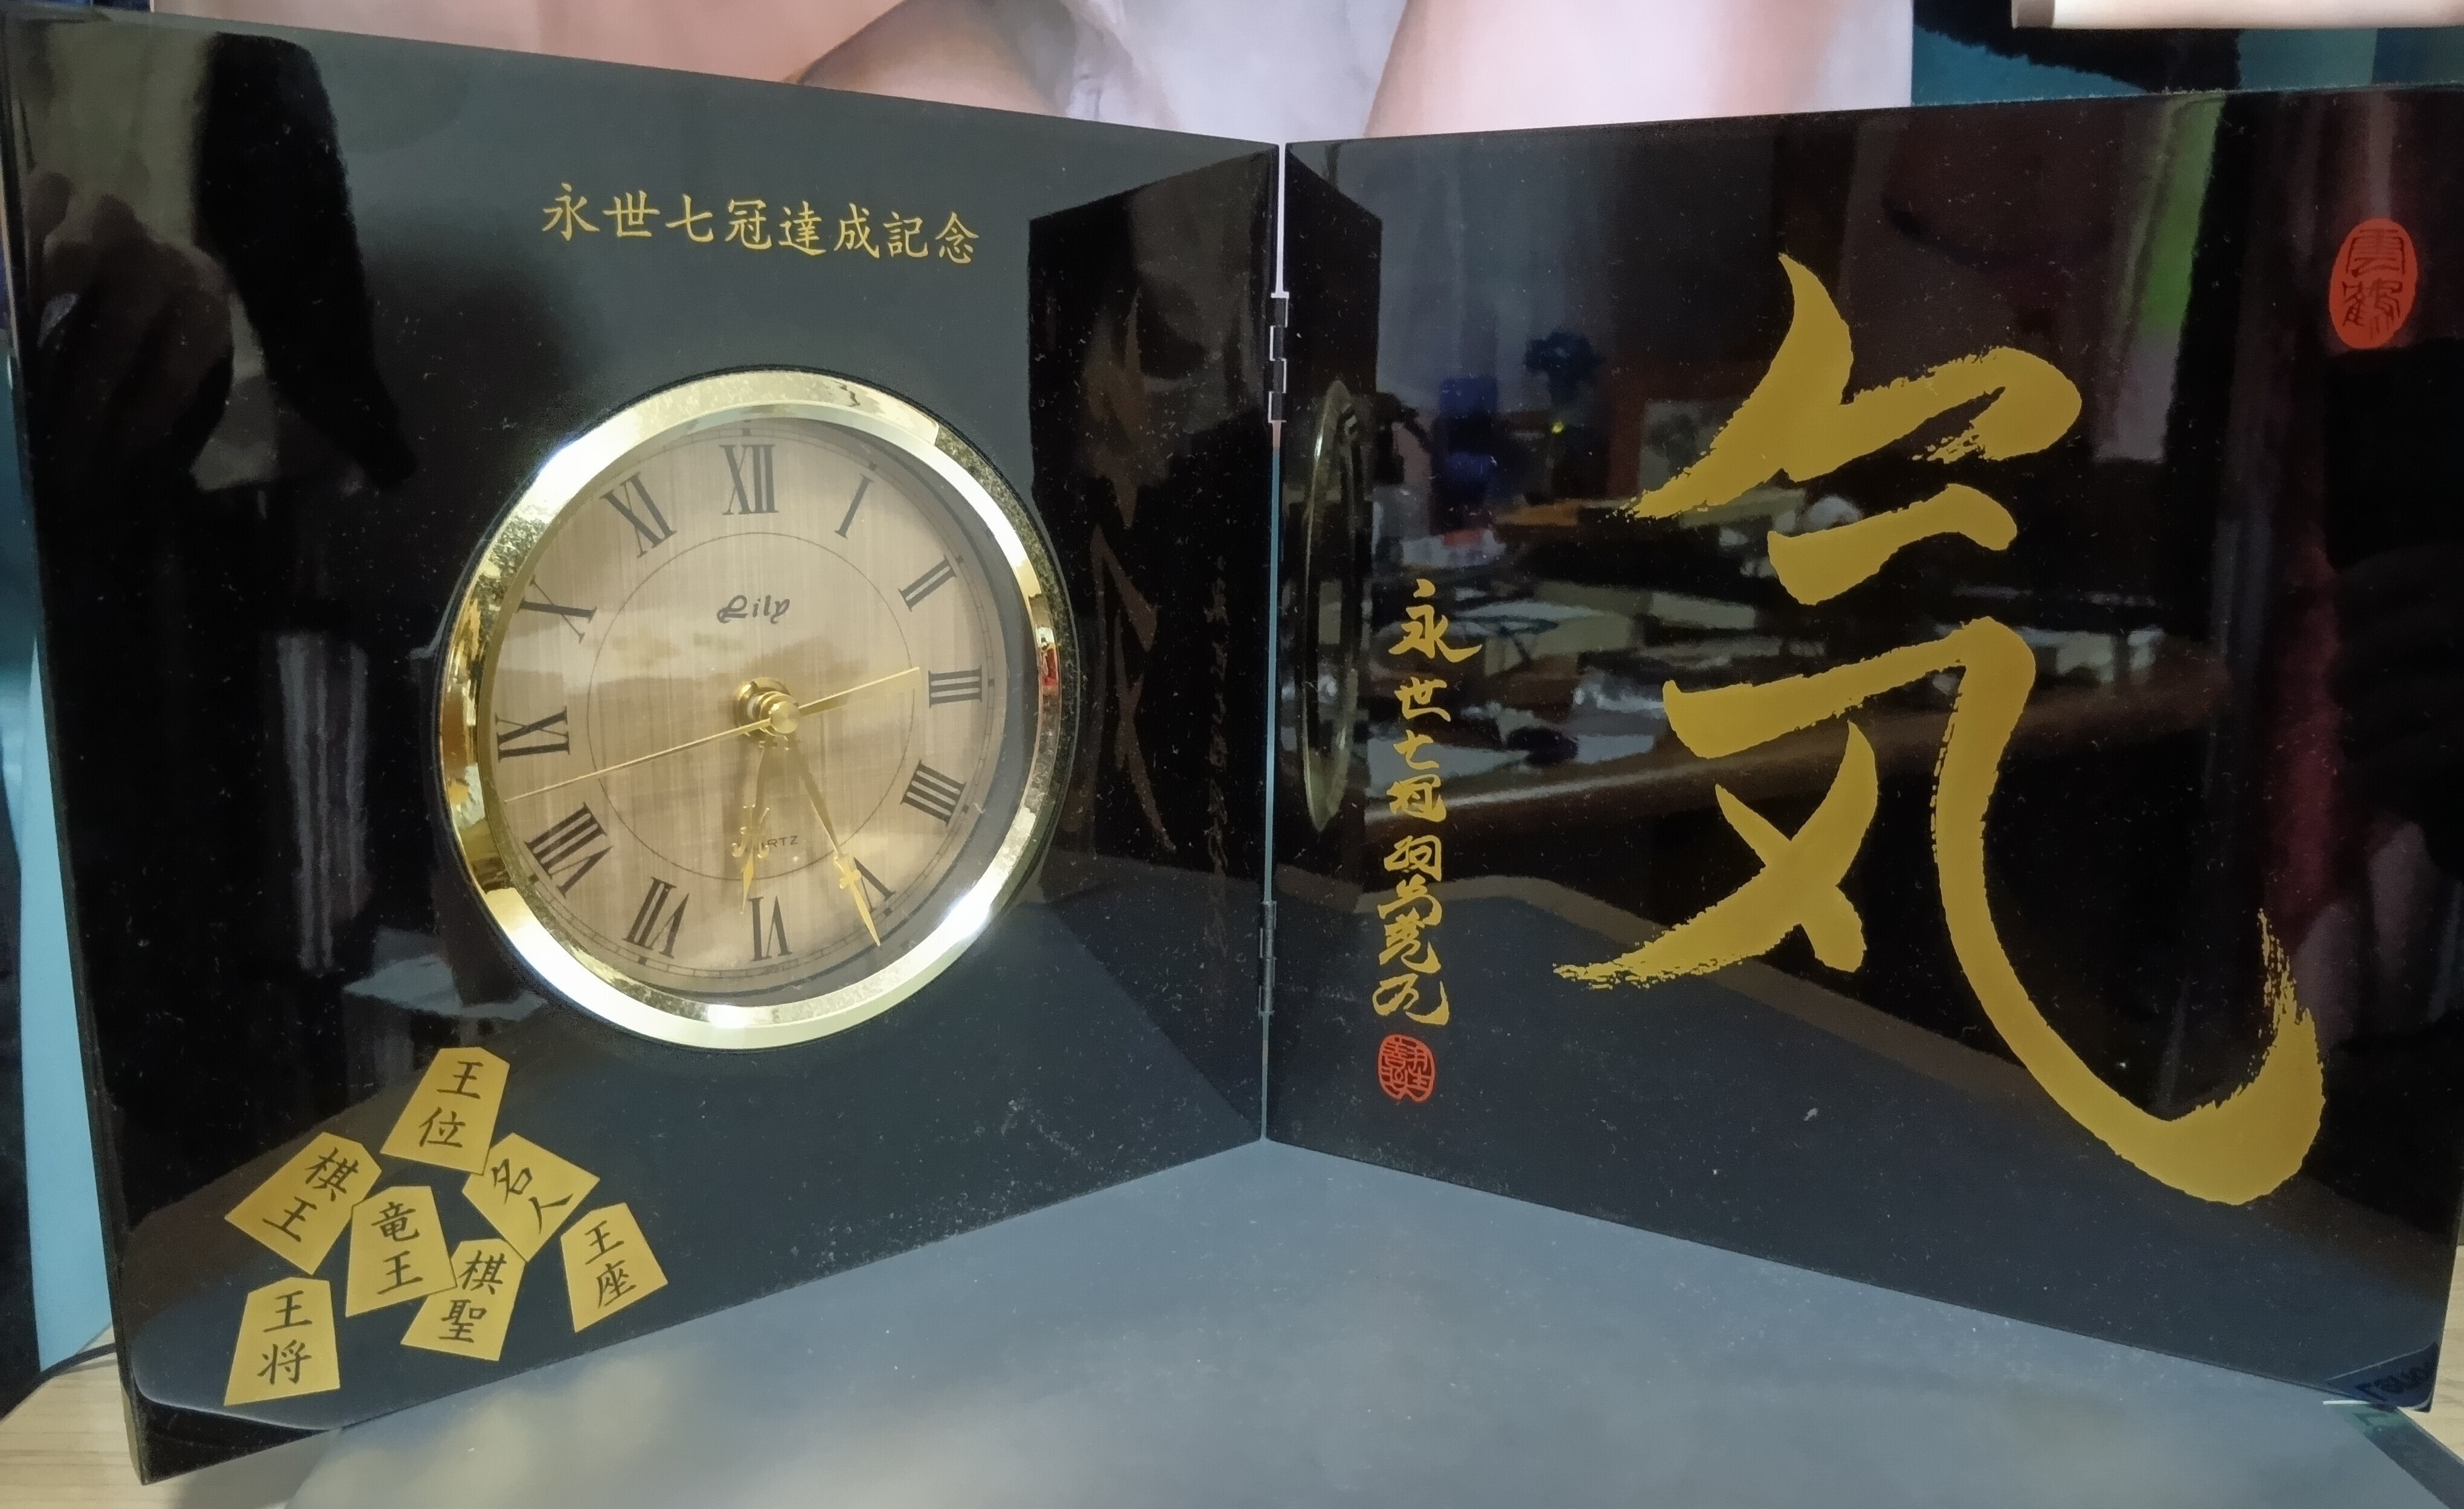 永世七冠達成記念
XII
I
II
III
IIII
V
VI
VII
VIII
IX
X
XI
Lily
王位
棋王
名人
竜王
王座
棋聖
王将
気
永世七冠 羽生善治